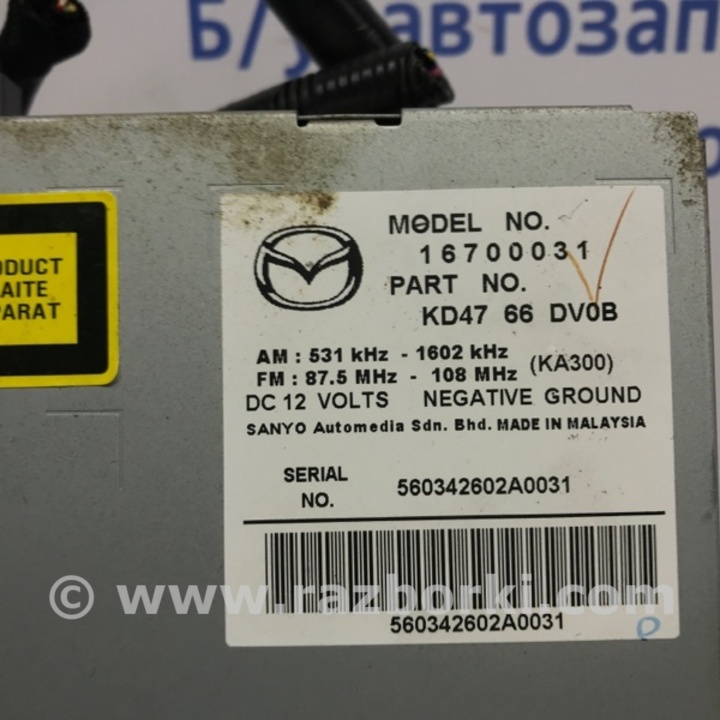 Б/у автозап
ODUCT
AITE
PARAT
MODEL NO.
16700031
PART NO.
KD47 66 DV0B
AM : 531 kHz - 1602 kHz
(KA300)
FM : 87.5 MHz - 108 MHz
DC 12 VOLTS NEGATIVE GROUND
SANYO Automedia Sdn. Bhd. MADE IN MALAYSIA
SERIAL
NO.
560342602A0031
© www.razborki.com
560342602A0031